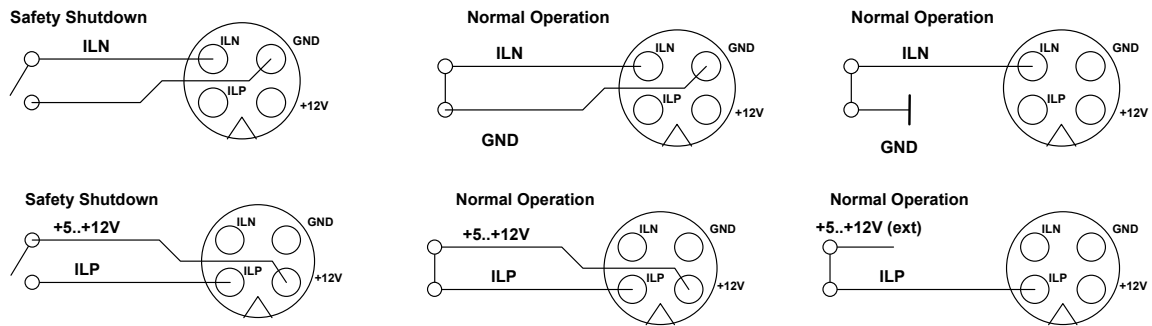 Safety Shutdown
ILN
ILN
GND
ILP
+12V
Normal Operation
ILN
GND
ILN
GND
ILP
+12V
Normal Operation
ILN
GND
ILN
GND
ILP
+12V
Safety Shutdown
+5..+12V
ILP
ILN
GND
ILP
+12V
Normal Operation
+5..+12V
ILP
ILN
GND
ILP
+12V
Normal Operation
+5..+12V (ext)
ILP
ILN
GND
ILP
+12V